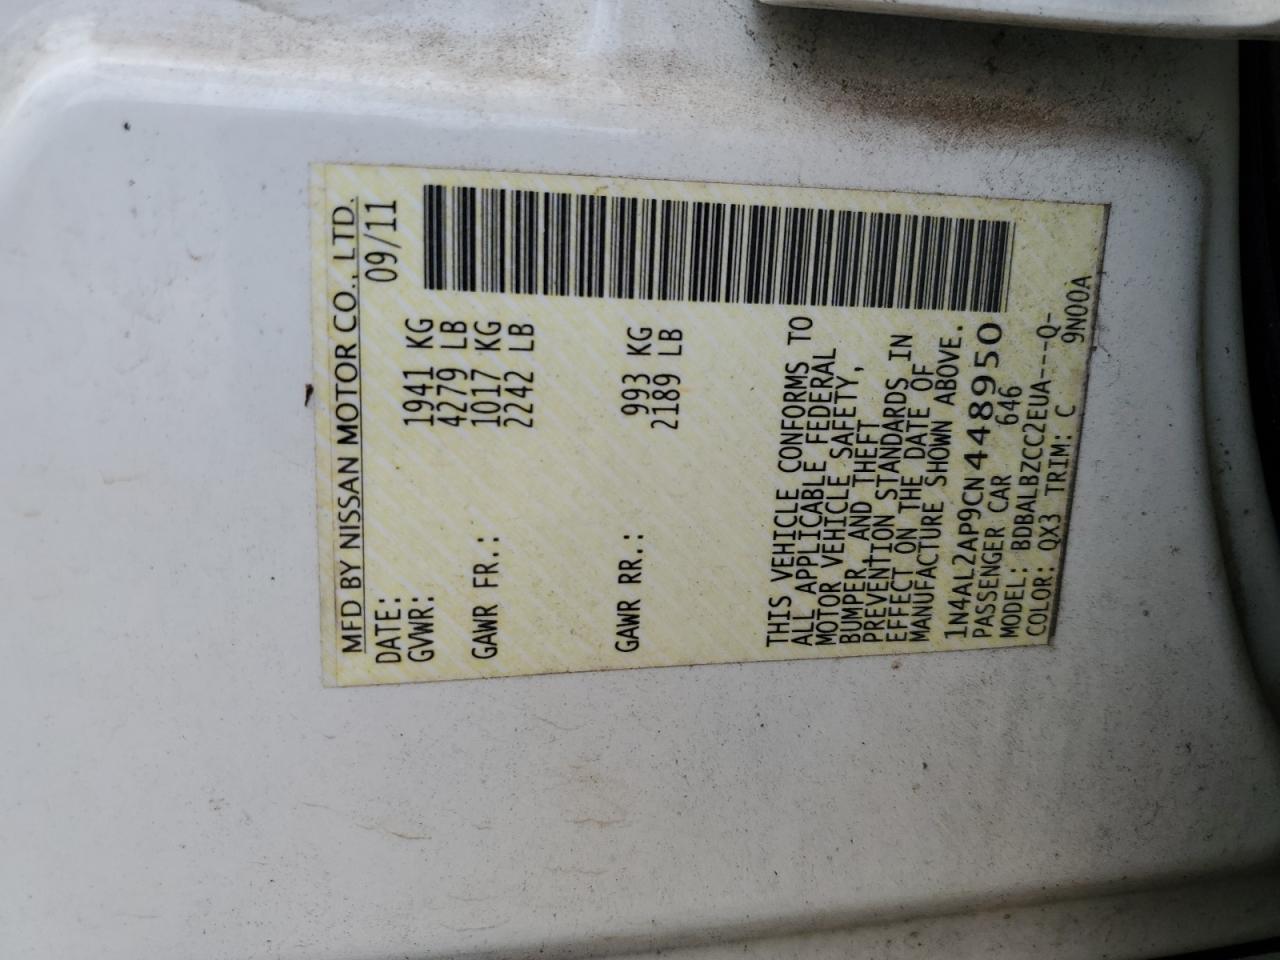 MFD BY NISSAN MOTOR CO., LTD.
DATE: 09/11
GVWR: 1941 KG
4279 LB
GAWR FR.: 1017 KG
2242 LB
GAWR RR.: 993 KG
2189 LB
THIS VEHICLE CONFORMS TO
ALL APPLICABLE FEDERAL
MOTOR VEHICLE SAFETY,
BUMPER, AND THEFT
PREVENTION STANDARDS IN
EFFECT ON THE DATE OF
MANUFACTURE SHOWN ABOVE.
1N4AL2AP9CN448950
PASSENGER CAR 646
MODEL: BDBALBZCC2EUA---Q-
COLOR: QX3 TRIM: C 9N00A